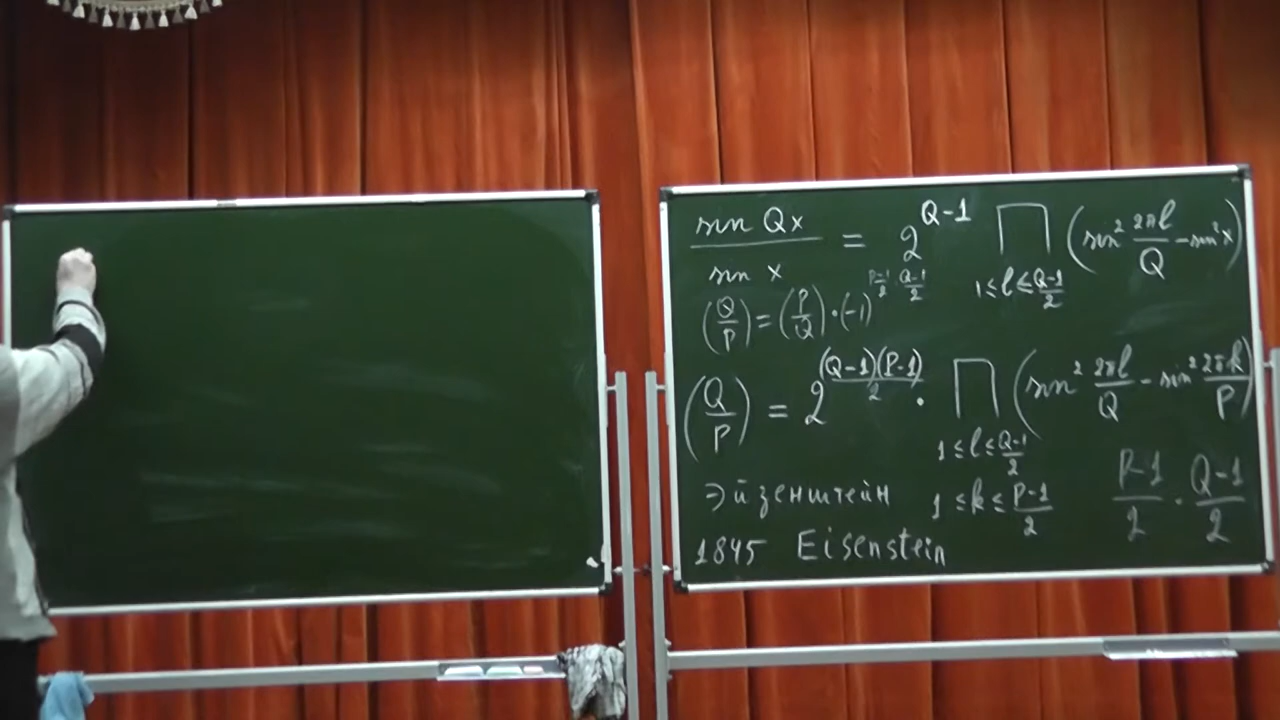 sin Qx / sin x = 2^{Q-1} ∏_{1≤l≤(Q-1)/2} (sin² 2πl/Q - sin² x)
(Q/P) = (P/Q)·(-1)^{(P-1)/2 (Q-1)/2}
(Q/P) = 2^{(Q-1)(P-1)/2} · ∏_{1≤l≤(Q-1)/2, 1≤k≤(P-1)/2} (sin² 2πl/Q - sin² 2πk/P)
Эйзенштейн (P-1)/2 · (Q-1)/2
1845 Eisenstein